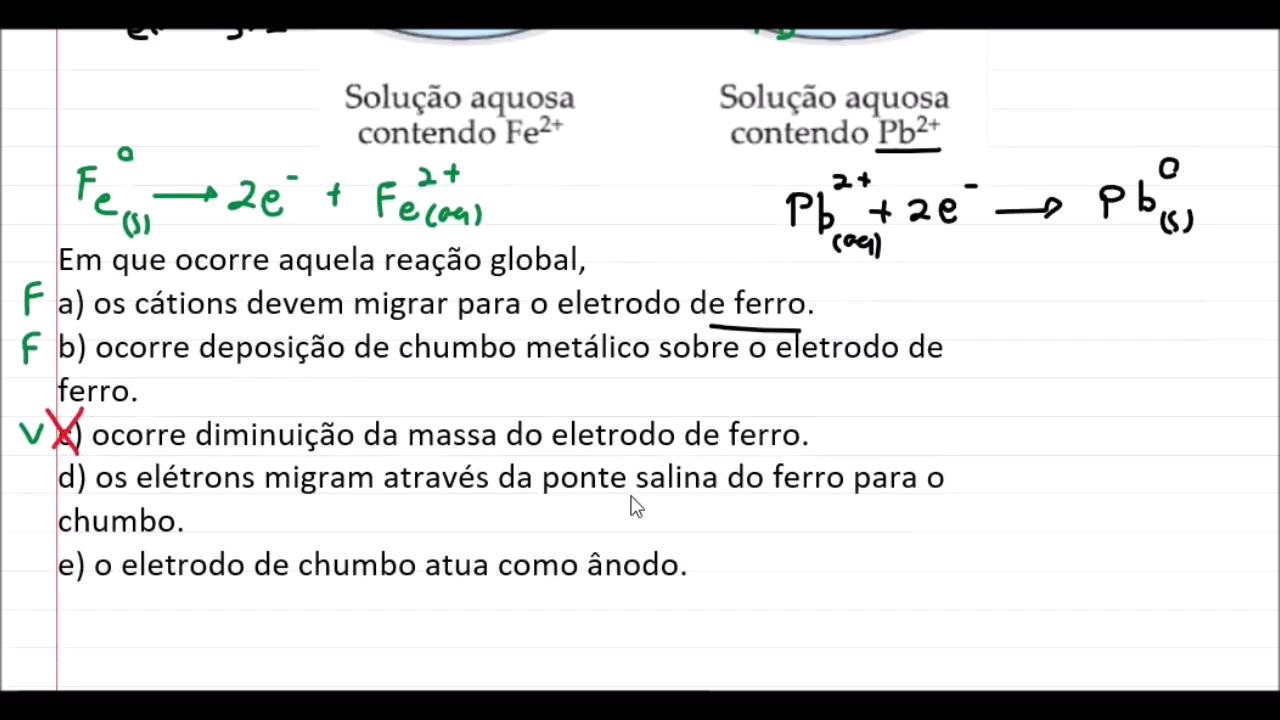 Solução aquosa
contendo Fe²⁺
Solução aquosa
contendo Pb²⁺
Fe⁰(s) → 2e⁻ + Fe²⁺(aq)
Pb²⁺(aq) + 2e⁻ → Pb⁰(s)
Em que ocorre aquela reação global,
F a) os cátions devem migrar para o eletrodo de ferro.
F b) ocorre deposição de chumbo metálico sobre o eletrodo de
ferro.
V c) ocorre diminuição da massa do eletrodo de ferro.
d) os elétrons migram através da ponte salina do ferro para o
chumbo.
e) o eletrodo de chumbo atua como ânodo.